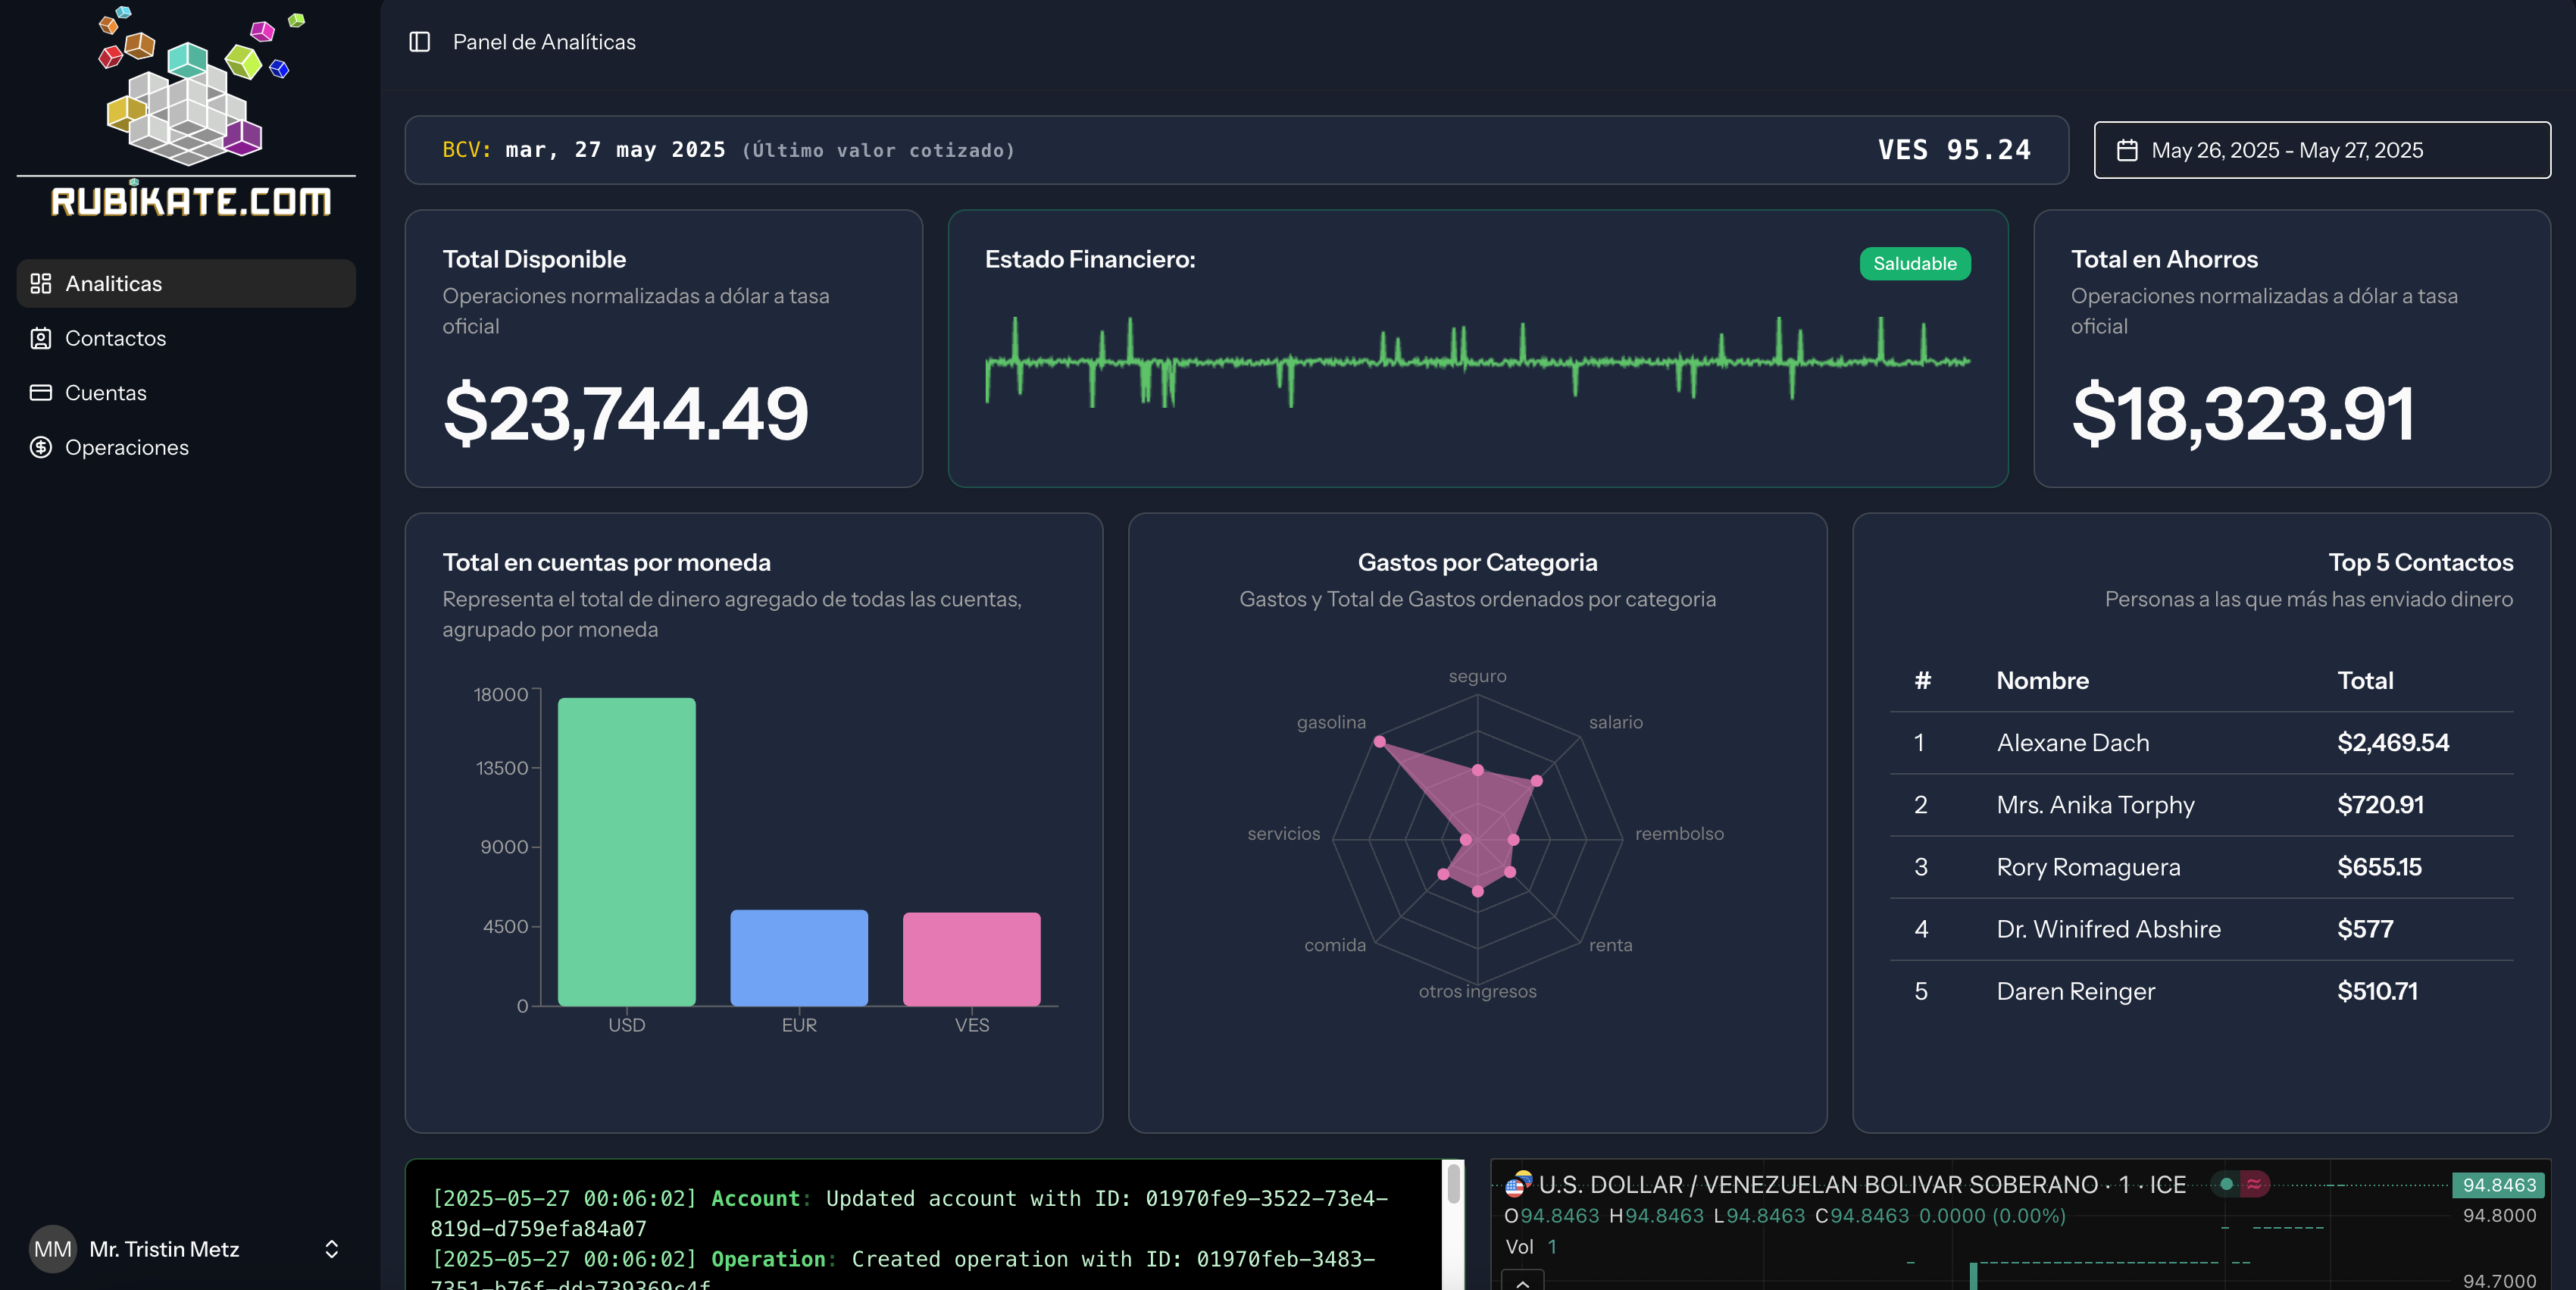 RUBiKATE.COM
Analiticas
Contactos
Cuentas
Operaciones
MM Mr. Tristin Metz
Panel de Analíticas
BCV: mar, 27 may 2025 (Último valor cotizado) VES 95.24
May 26, 2025 - May 27, 2025
Total Disponible
Operaciones normalizadas a dólar a tasa
oficial
$23,744.49
Estado Financiero:
Saludable
Total en Ahorros
Operaciones normalizadas a dólar a tasa
oficial
$18,323.91
Total en cuentas por moneda
Representa el total de dinero agregado de todas las cuentas,
agrupado por moneda
18000
13500
9000
4500
0
USD EUR VES
Gastos por Categoria
Gastos y Total de Gastos ordenados por categoria
seguro
gasolina
salario
servicios
reembolso
comida
renta
otros ingresos
Top 5 Contactos
Personas a las que más has enviado dinero
# Nombre Total
1 Alexane Dach $2,469.54
2 Mrs. Anika Torphy $720.91
3 Rory Romaguera $655.15
4 Dr. Winifred Abshire $577
5 Daren Reinger $510.71
[2025-05-27 00:06:02] Account: Updated account with ID: 01970fe9-3522-73e4-
819d-d759efa84a07
[2025-05-27 00:06:02] Operation: Created operation with ID: 01970feb-3483-
7351-b76f-dda739369c4f
U.S. DOLLAR / VENEZUELAN BOLIVAR SOBERANO · 1 · ICE
94.8463
O94.8463 H94.8463 L94.8463 C94.8463 0.0000 (0.00%)
94.8000
Vol 1
94.7000